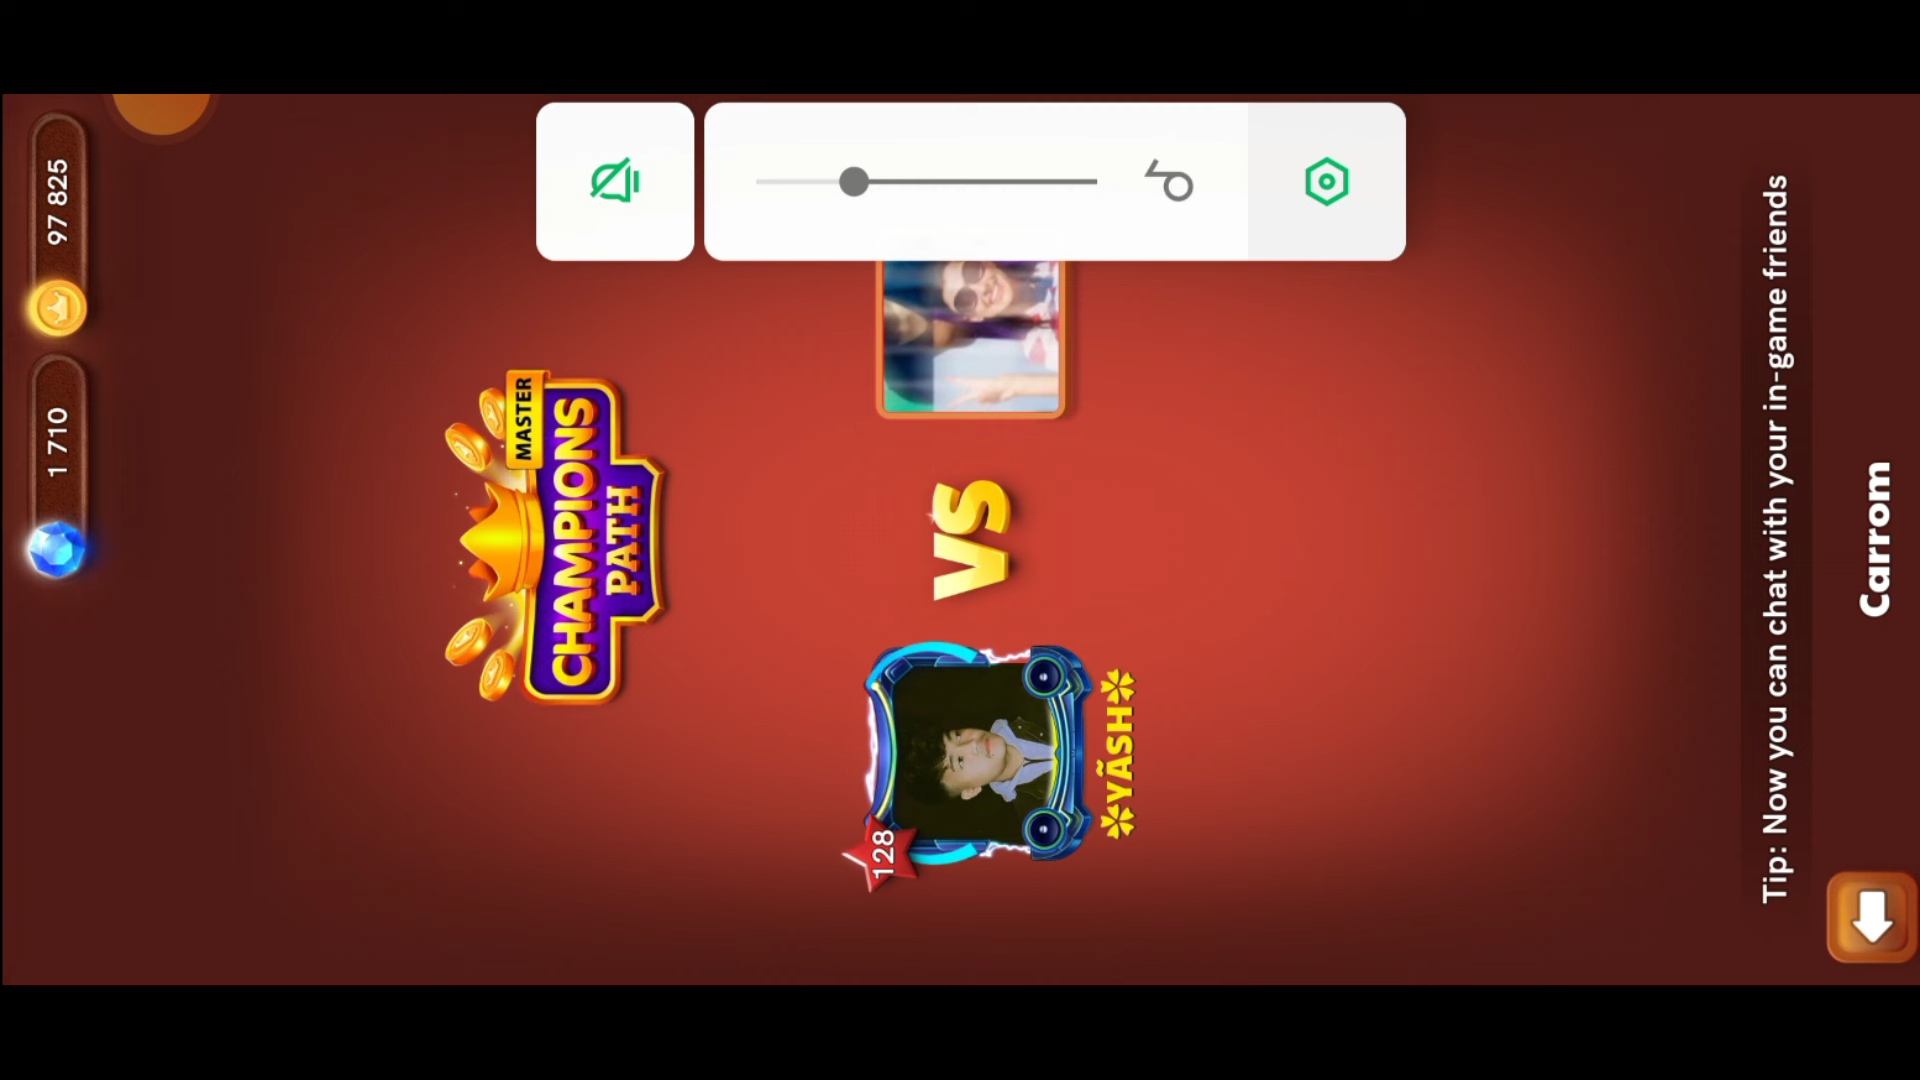 1 710
97 825
MASTER
CHAMPIONS
PATH
VS
128
✤YÃSH✤
Tip: Now you can chat with your in-game friends
Carrom